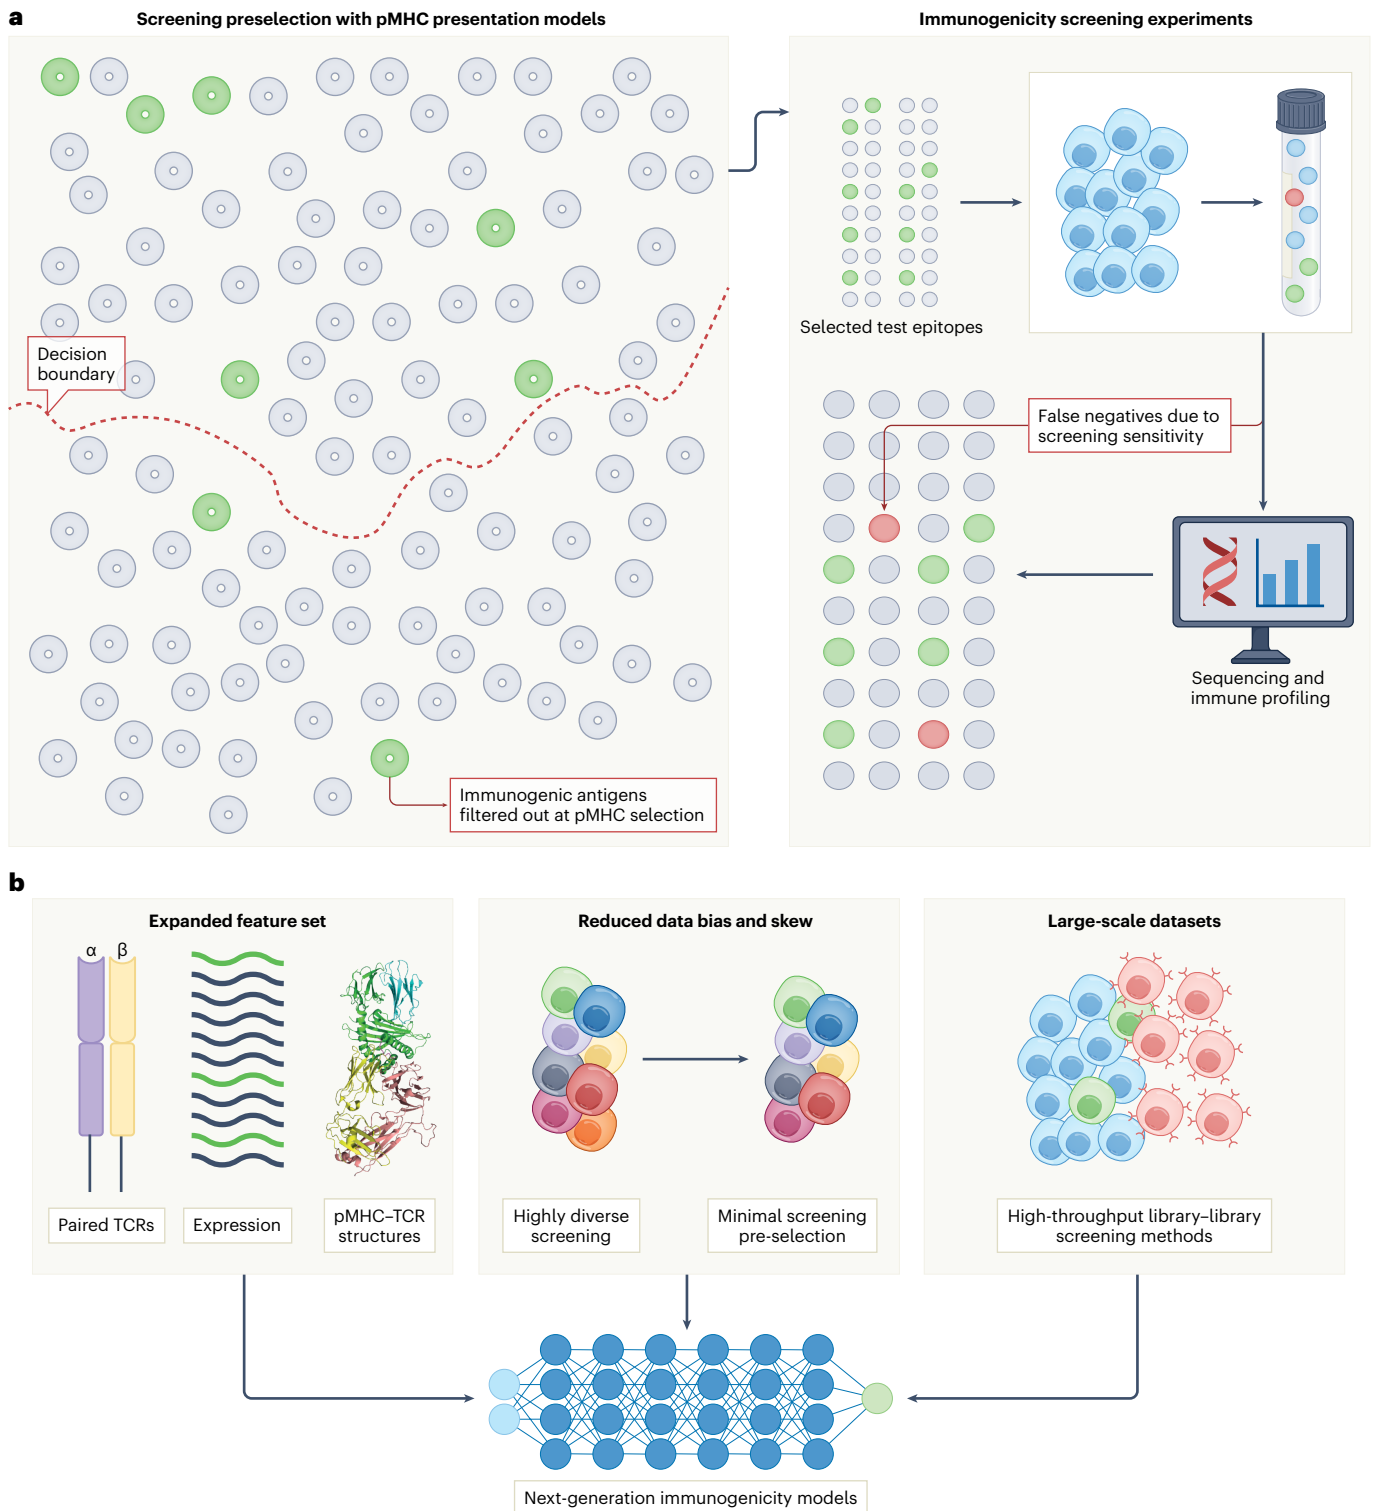 a
Screening preselection with pMHC presentation models
Immunogenicity screening experiments
Decision
boundary
Immunogenic antigens
filtered out at pMHC selection
Selected test epitopes
False negatives due to
screening sensitivity
Sequencing and
immune profiling
b
Expanded feature set
α β
Paired TCRs
Expression
pMHC–TCR
structures
Reduced data bias and skew
Highly diverse
screening
Minimal screening
pre-selection
Large-scale datasets
High-throughput library–library
screening methods
Next-generation immunogenicity models